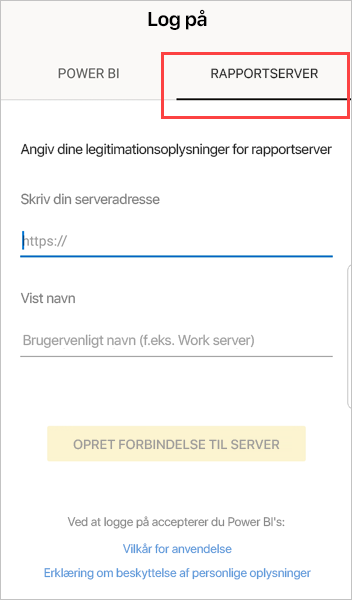 Log på
POWER BI
RAPPORTSERVER
Angiv dine legitimationsoplysninger for rapportserver
Skriv din serveradresse
https://
Vist navn
Brugervenligt navn (f.eks. Work server)
OPRET FORBINDELSE TIL SERVER
Ved at logge på accepterer du Power BI's:
Vilkår for anvendelse
Erklæring om beskyttelse af personlige oplysninger